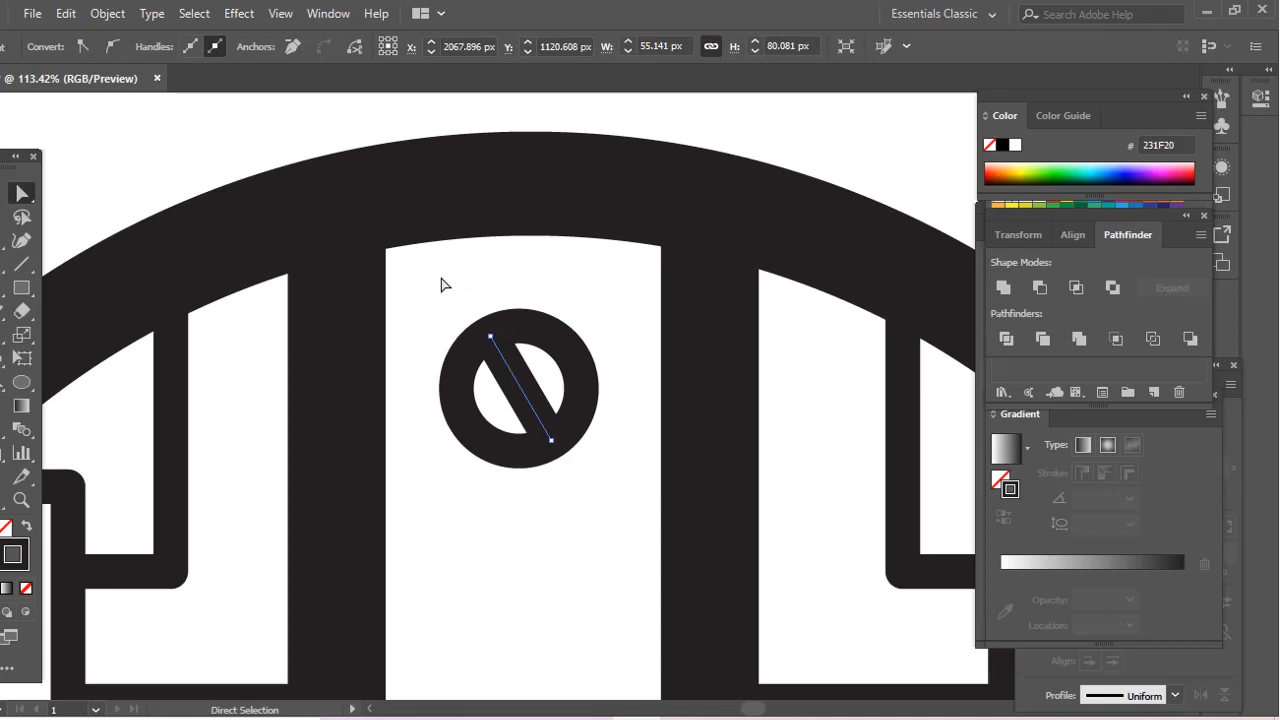 File Edit Object Type Select Effect View Window Help Essentials Classic Search Adobe Help
Convert: Handles: Anchors: X: 2067.896 px Y: 1120.608 px W: 55.141 px H: 80.081 px
@ 113.42% (RGB/Preview) ×
Color Color Guide
# 231F20
Transform Align Pathfinder
Shape Modes:
Expand
Pathfinders:
Gradient
Type:
Stroke:
Opacity:
Location:
Align:
Profile: Uniform
1 Direct Selection